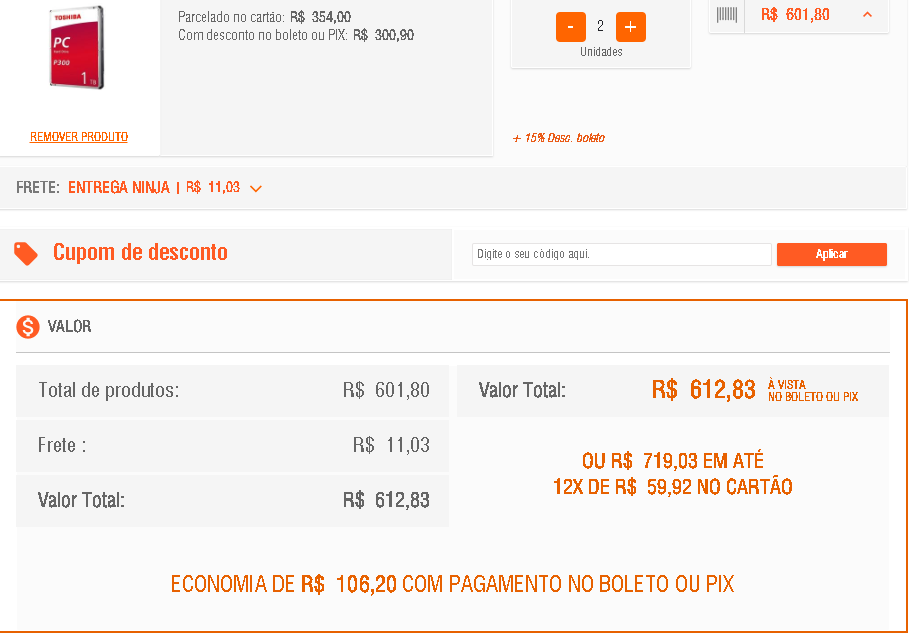 TOSHIBA
PC
P300
1 TB
Parcelado no cartão: R$ 354,00
Com desconto no boleto ou PIX: R$ 300,90
- 2 +
Unidades
R$ 601,80
REMOVER PRODUTO
+ 15% Desc. boleto
FRETE: ENTREGA NINJA | R$ 11,03
Cupom de desconto
Digite o seu código aqui.
Aplicar
$ VALOR
Total de produtos: R$ 601,80
Frete : R$ 11,03
Valor Total: R$ 612,83
Valor Total: R$ 612,83 À VISTA
NO BOLETO OU PIX
OU R$ 719,03 EM ATÉ
12X DE R$ 59,92 NO CARTÃO
ECONOMIA DE R$ 106,20 COM PAGAMENTO NO BOLETO OU PIX